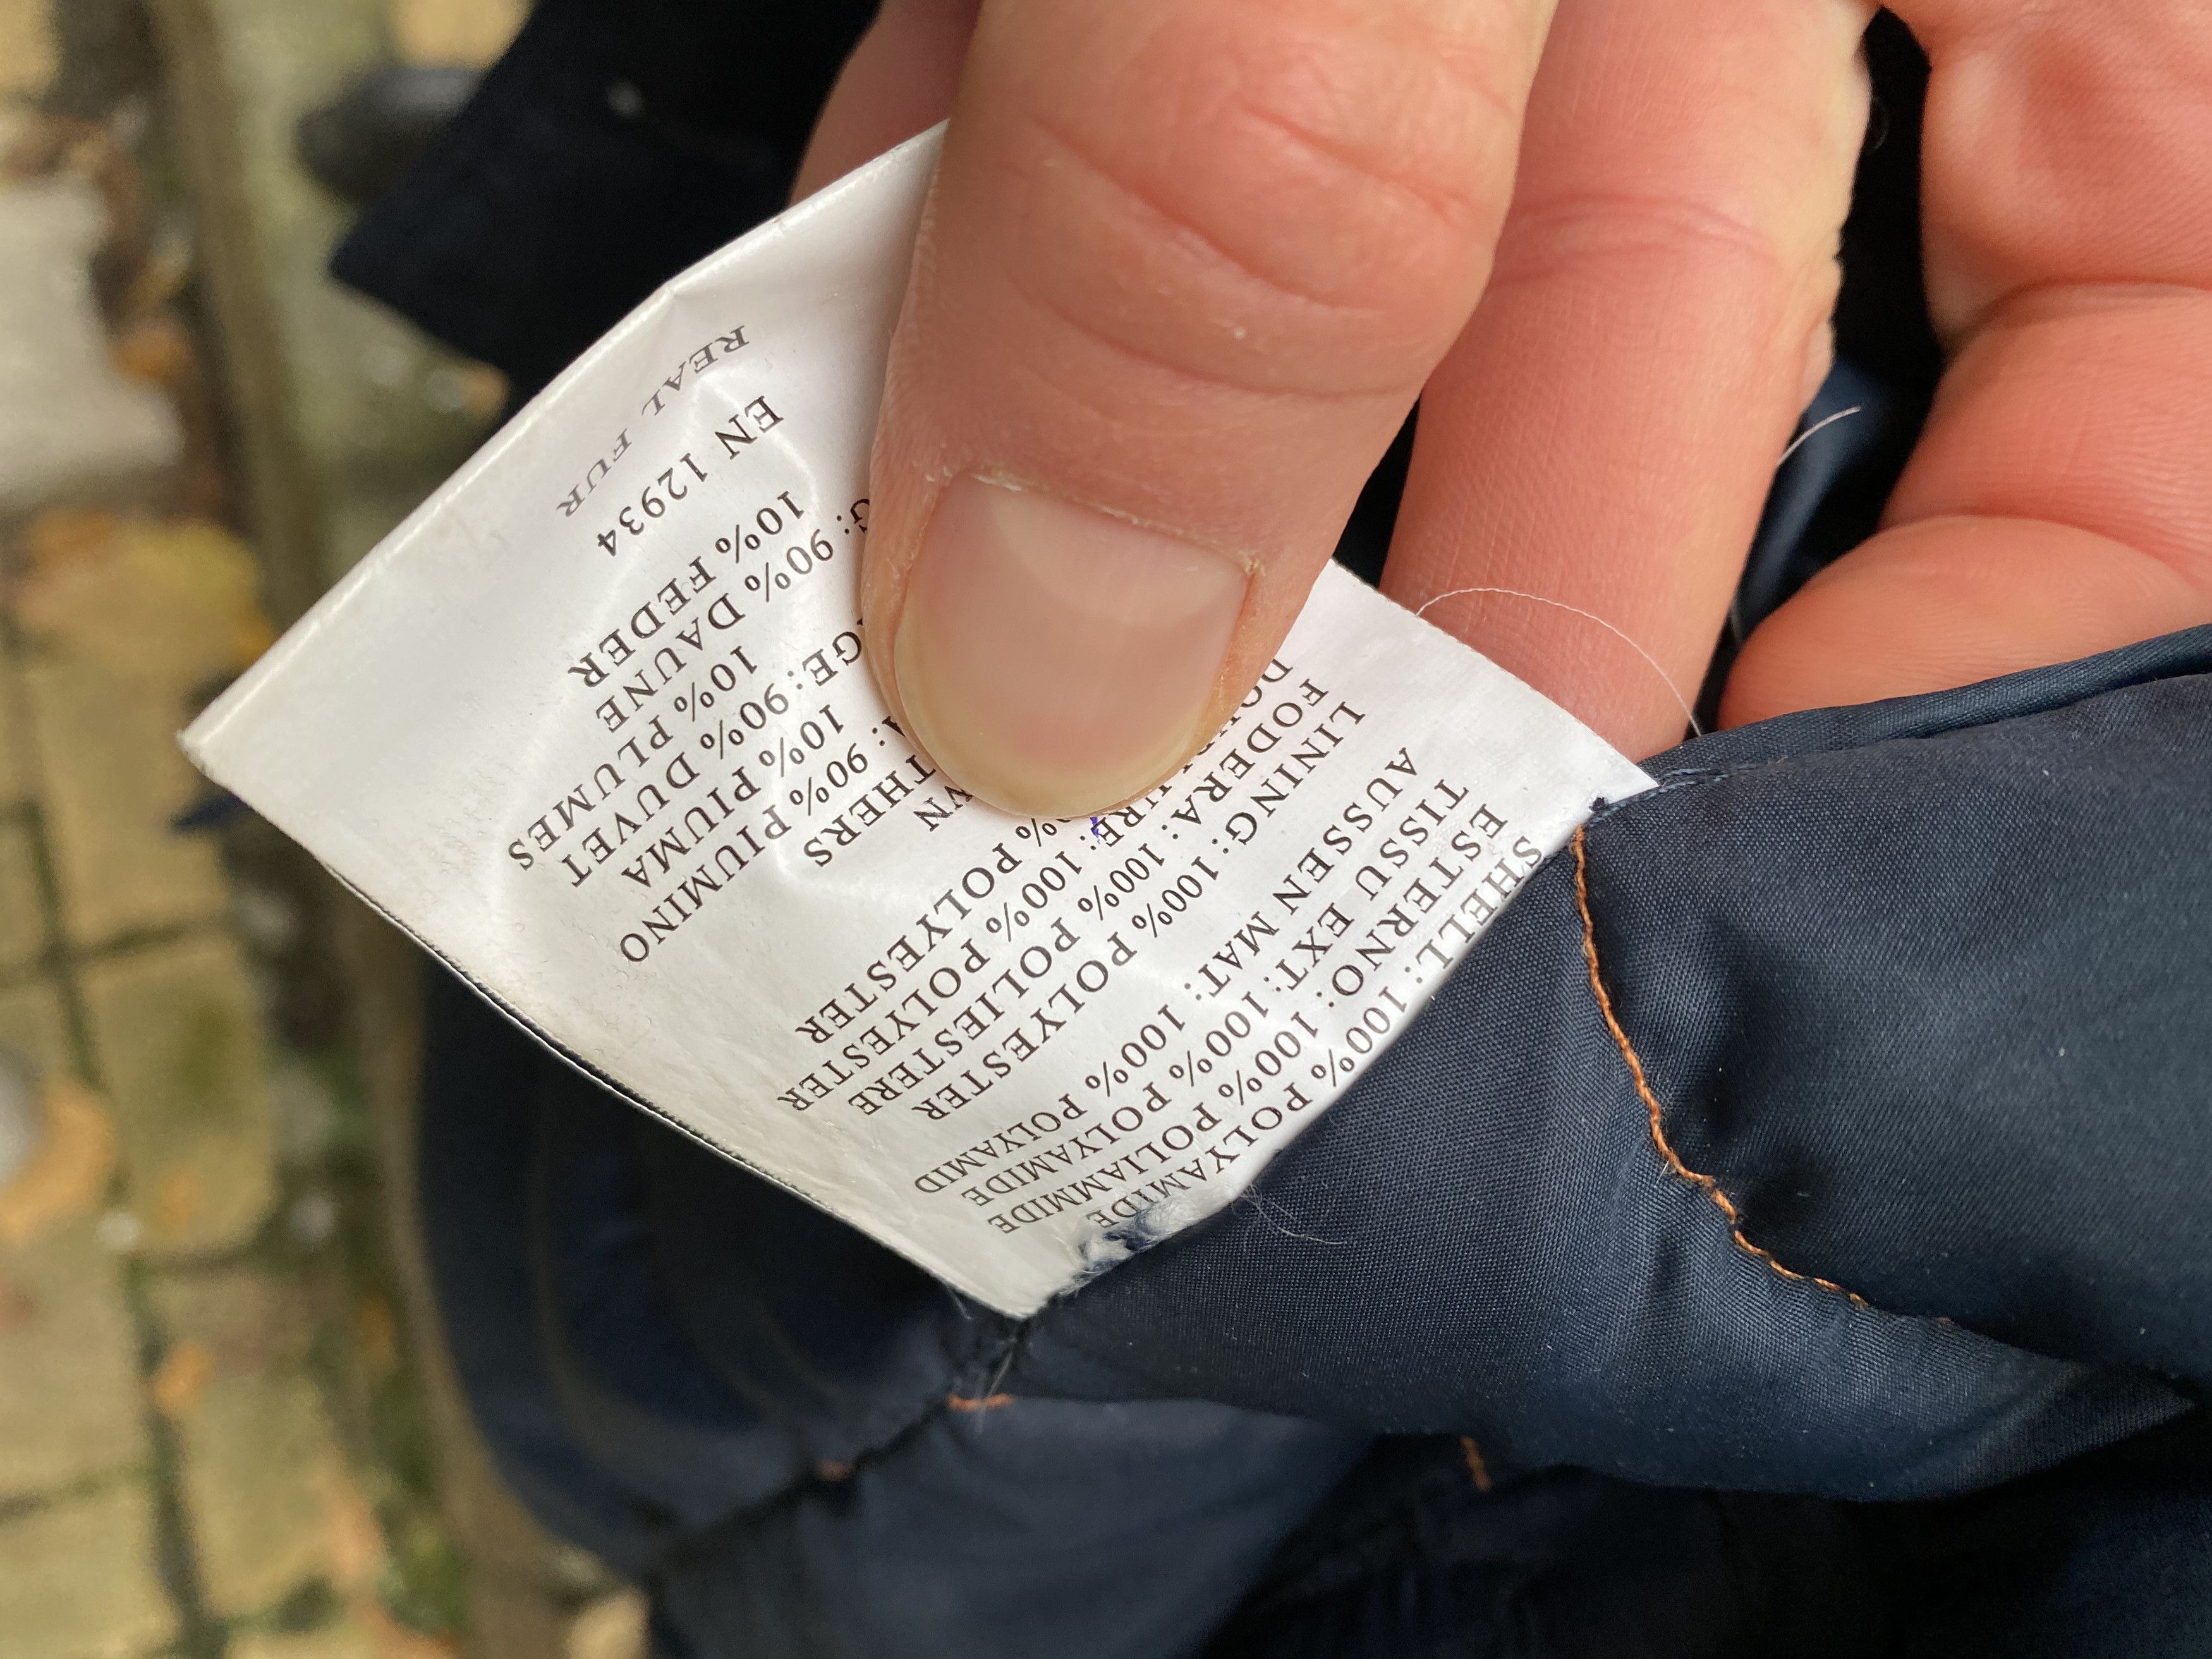 SHELL: 100% POLYAMIDE
ESTERNO: 100% POLIAMMIDE
TISSU EXT: 100% POLYAMIDE
AUSSEN MAT: 100% POLYAMID
LINING: 100% POLYESTER
FODERA: 100% POLIESTERE
100% POLYESTER
POLYESTER
90% PIUMINO
10% PIUMA
90% DUVET
10% PLUMES
90% DAUNE
10% FEDER
EN 12934
REAL FUR